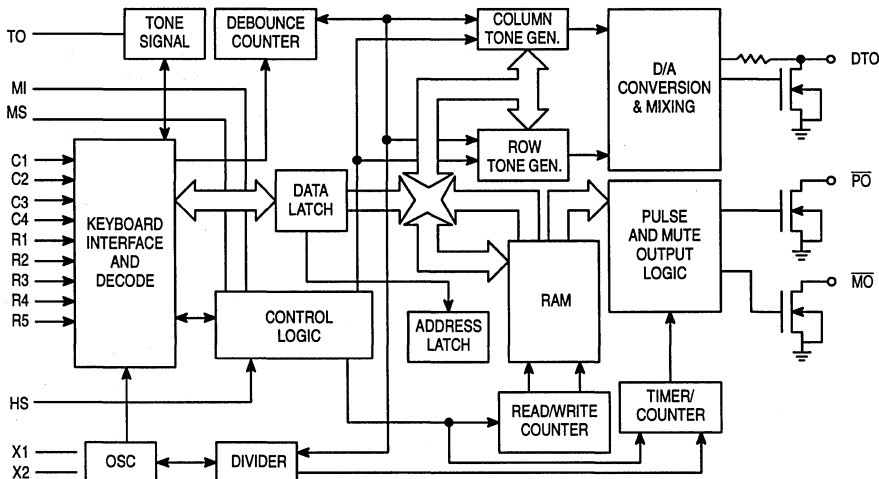 TO
TONE
SIGNAL
DEBOUNCE
COUNTER
COLUMN
TONE GEN.
D/A
CONVERSION
& MIXING
DTO
MI
MS
C1
C2
C3
C4
R1
R2
R3
R4
R5
KEYBOARD
INTERFACE
AND
DECODE
DATA
LATCH
ROW
TONE GEN.
PULSE
AND MUTE
OUTPUT
LOGIC
PO
MO
RAM
CONTROL
LOGIC
ADDRESS
LATCH
HS
READ/WRITE
COUNTER
TIMER/
COUNTER
X1
X2
OSC
DIVIDER